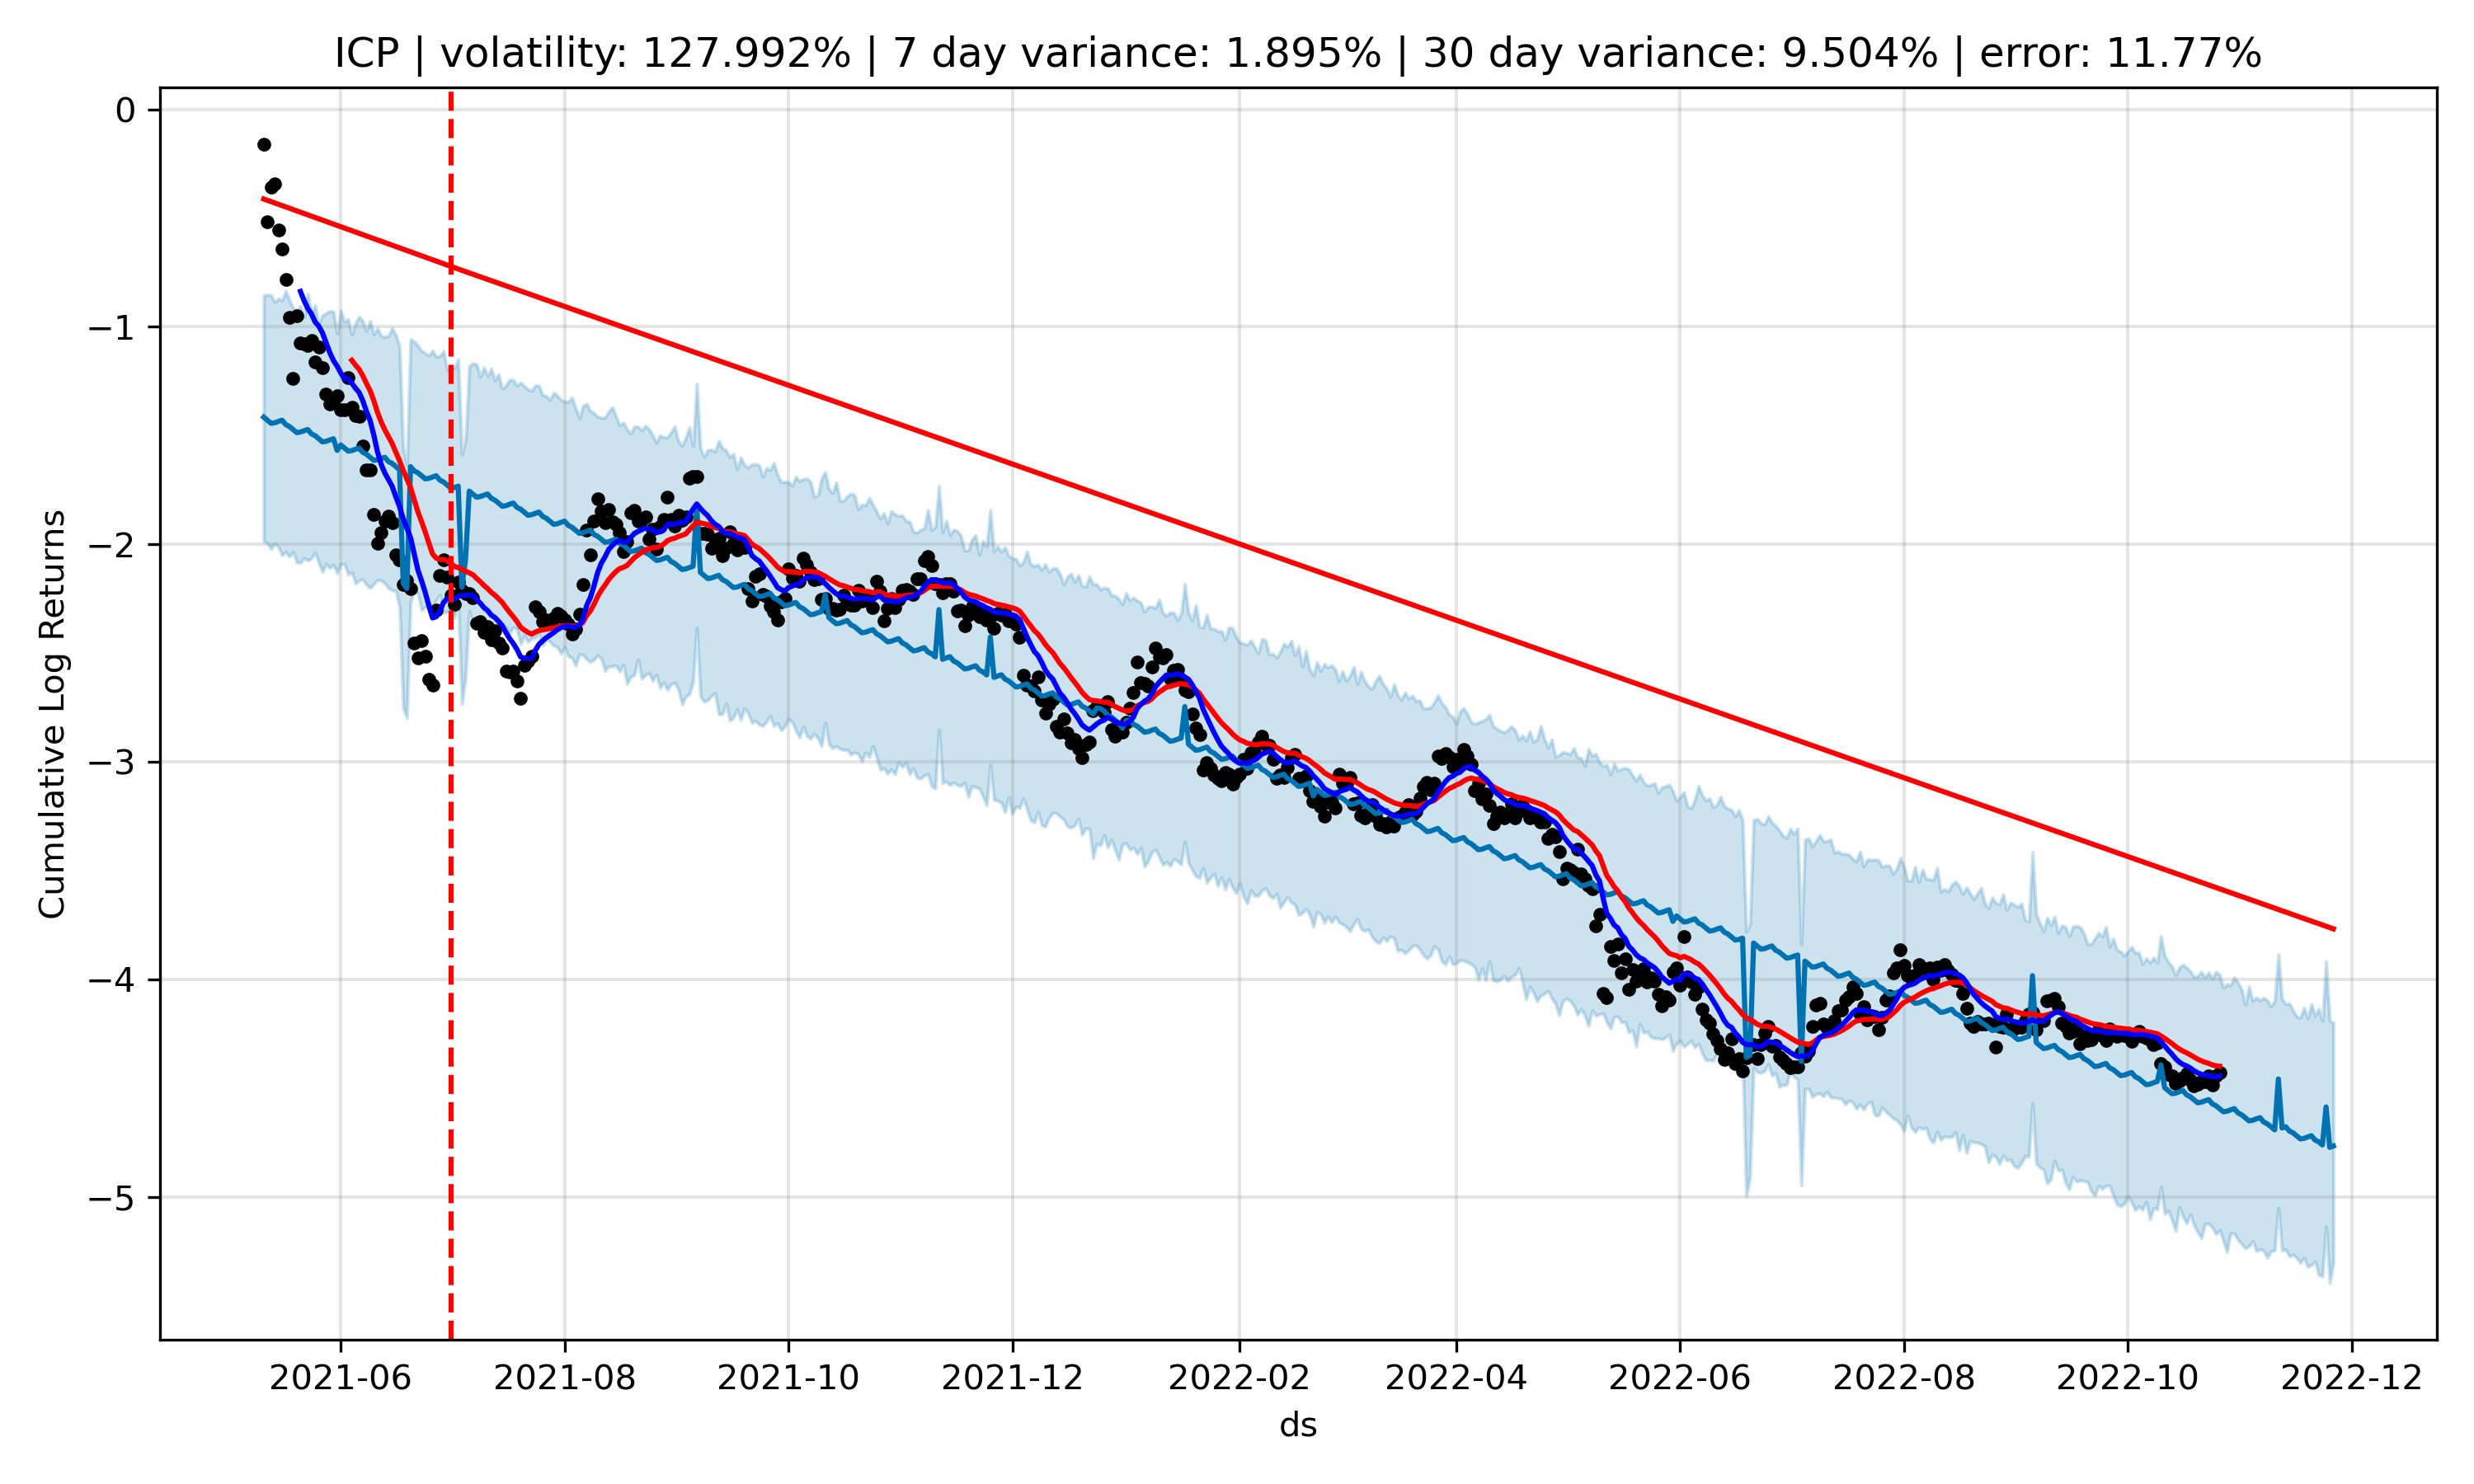 ICP | volatility: 127.992% | 7 day variance: 1.895% | 30 day variance: 9.504% | error: 11.77%
0
−1
−2
−3
−4
−5
Cumulative Log Returns
2021-06 2021-08 2021-10 2021-12 2022-02 2022-04 2022-06 2022-08 2022-10 2022-12
ds